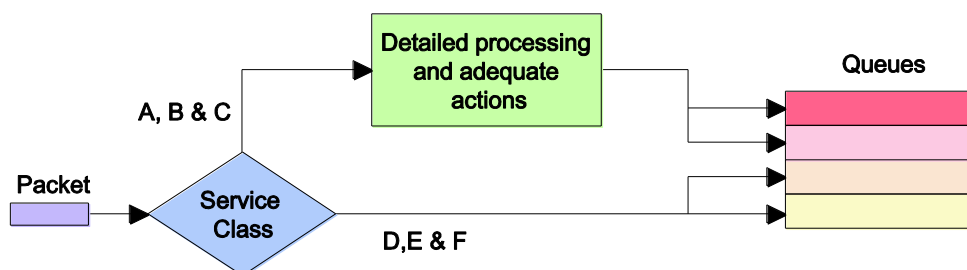 Detailed processing
and adequate
actions
Queues
A, B & C
Packet
Service
Class
D,E & F